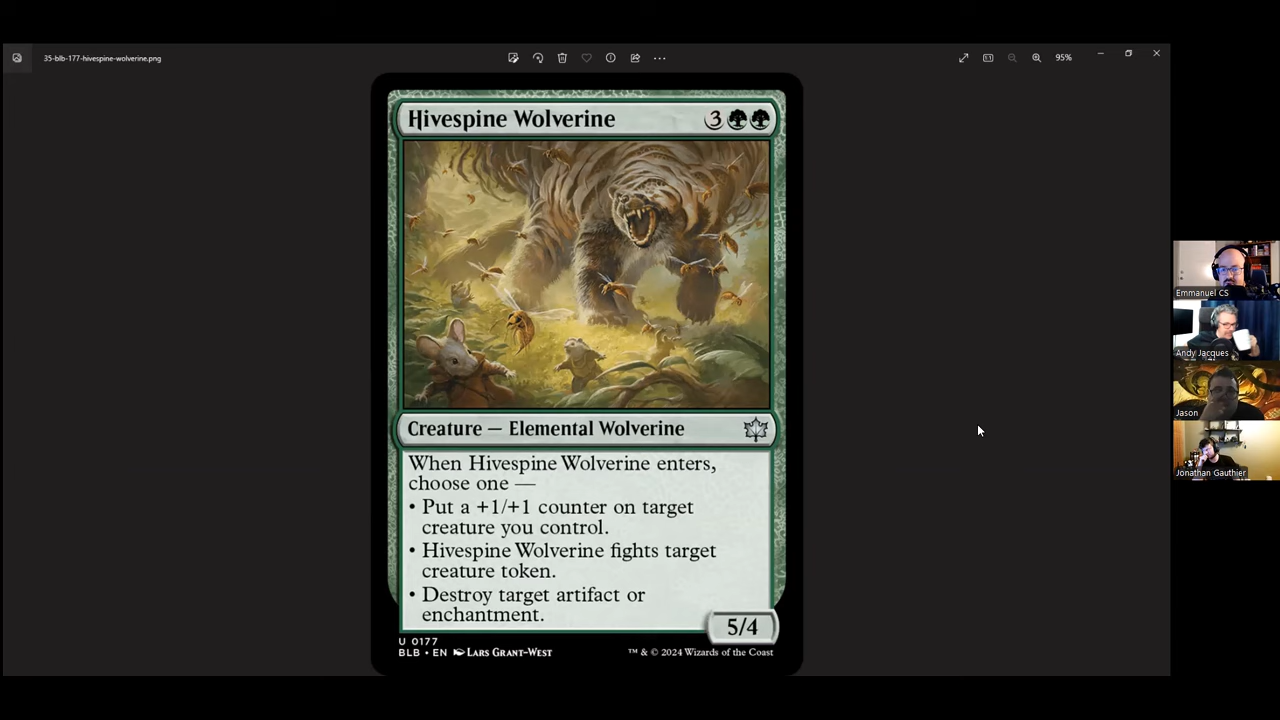 35-blb-177-hivespine-wolverine.png
95%
Hivespine Wolverine 3
Creature — Elemental Wolverine
When Hivespine Wolverine enters,
choose one —
• Put a +1/+1 counter on target
creature you control.
• Hivespine Wolverine fights target
creature token.
• Destroy target artifact or
enchantment.
5/4
U 0177
BLB • EN LARS GRANT-WEST
™ & © 2024 Wizards of the Coast
Emmanuel CS
Andy Jacques
Jason
Jonathan Gauthier